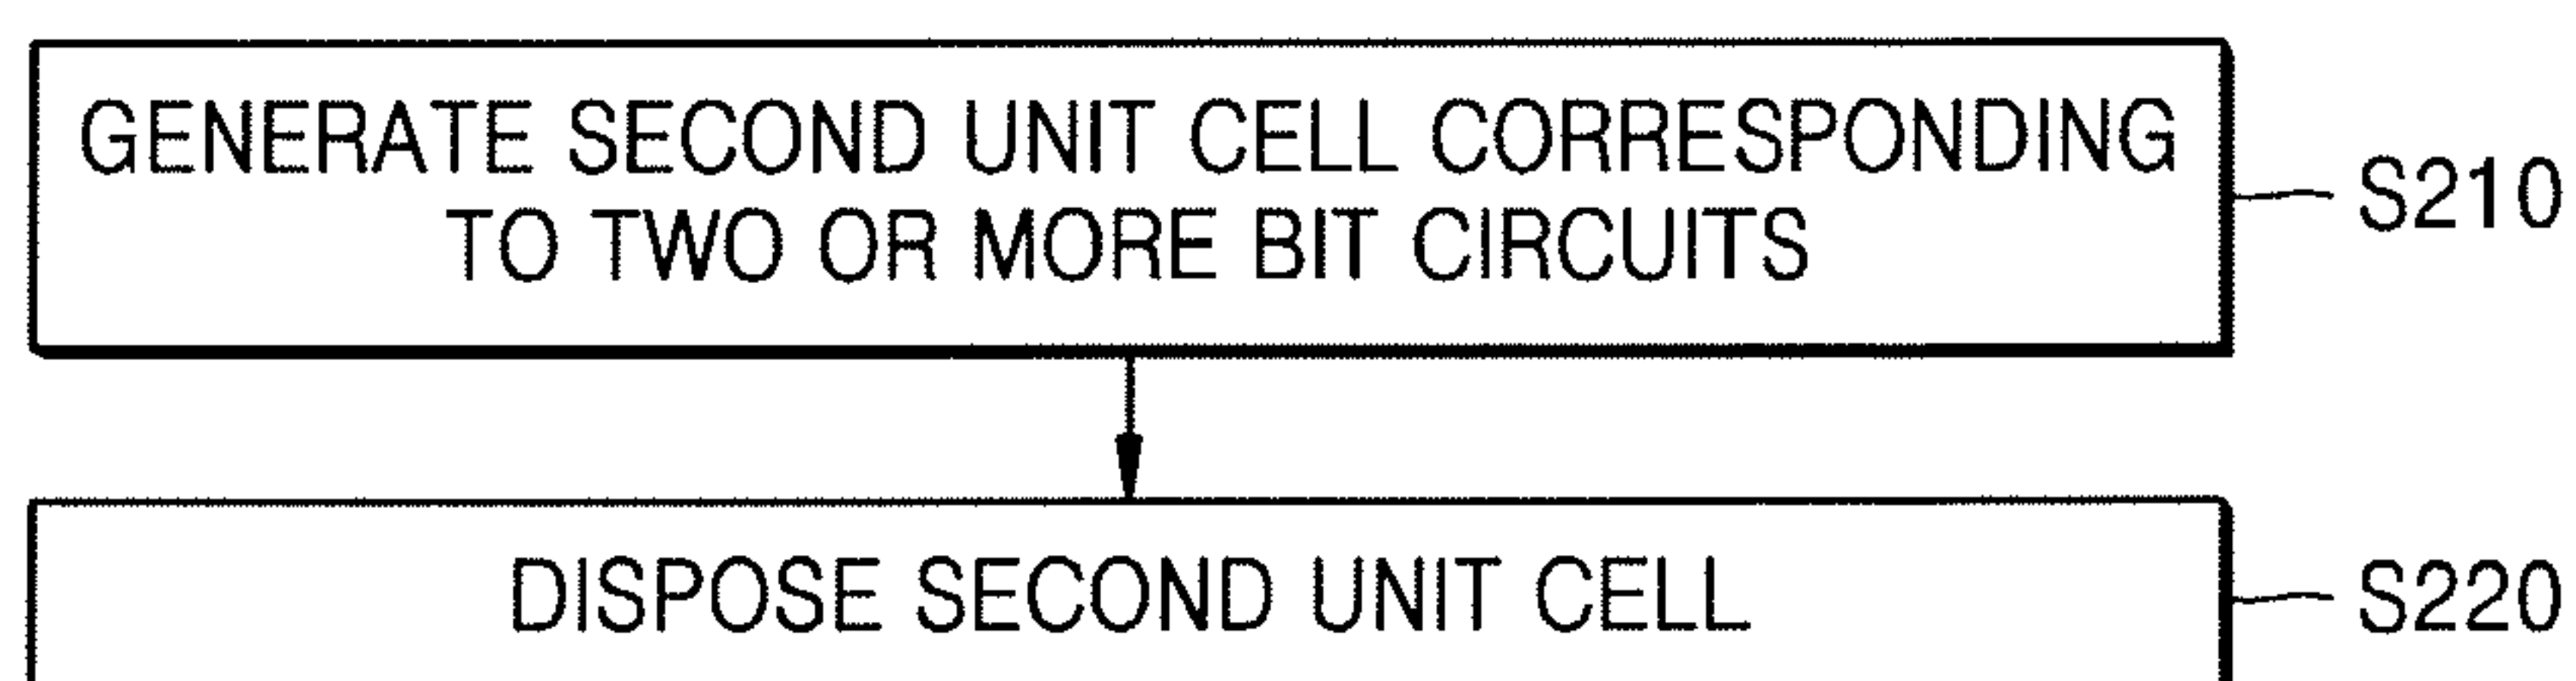 GENERATE SECOND UNIT CELL CORRESPONDING
TO TWO OR MORE BIT CIRCUITS
S210
DISPOSE SECOND UNIT CELL
S220